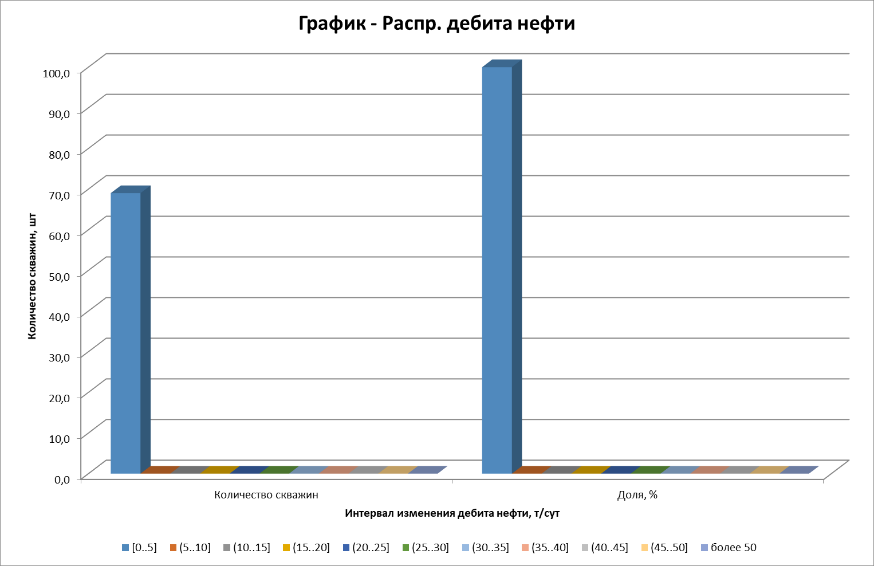 График - Распр. дебита нефти
Количество скважин, шт
100,0
90,0
80,0
70,0
60,0
50,0
40,0
30,0
20,0
10,0
0,0
Количество скважин
Доля, %
Интервал изменения дебита нефти, т/сут
[0..5] (5..10] (10..15] (15..20] (20..25] (25..30] (30..35] (35..40] (40..45] (45..50] более 50